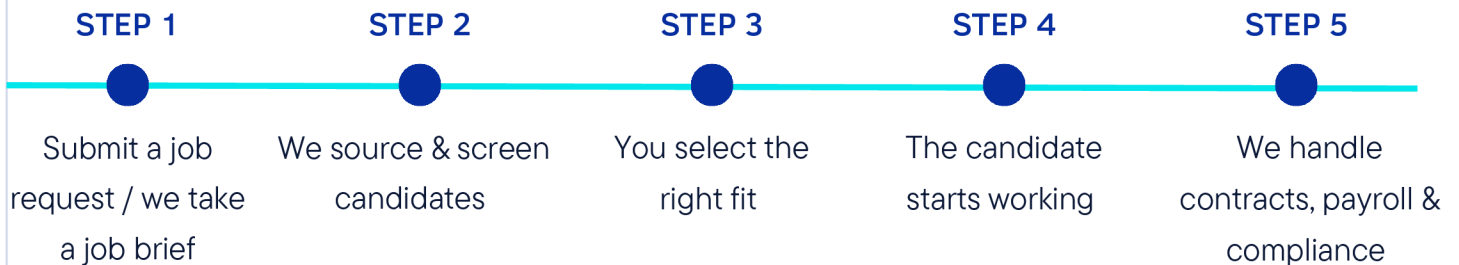 STEP 1
Submit a job
request / we take
a job brief
STEP 2
We source & screen
candidates
STEP 3
You select the
right fit
STEP 4
The candidate
starts working
STEP 5
We handle
contracts, payroll &
compliance